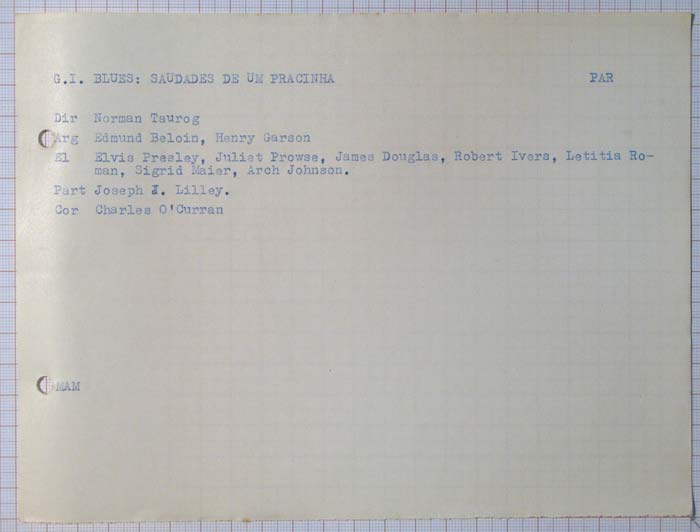 G.I. BLUES: SAUDADES DE UM PRACINHA PAR
Dir Norman Taurog
Arg Edmund Beloin, Henry Garson
El Elvis Presley, Juliet Prowse, James Douglas, Robert Ivers, Letitia Ro-
man, Sigrid Maier, Arch Johnson.
Part Joseph J. Lilley.
Cor Charles O'Curran
MAM